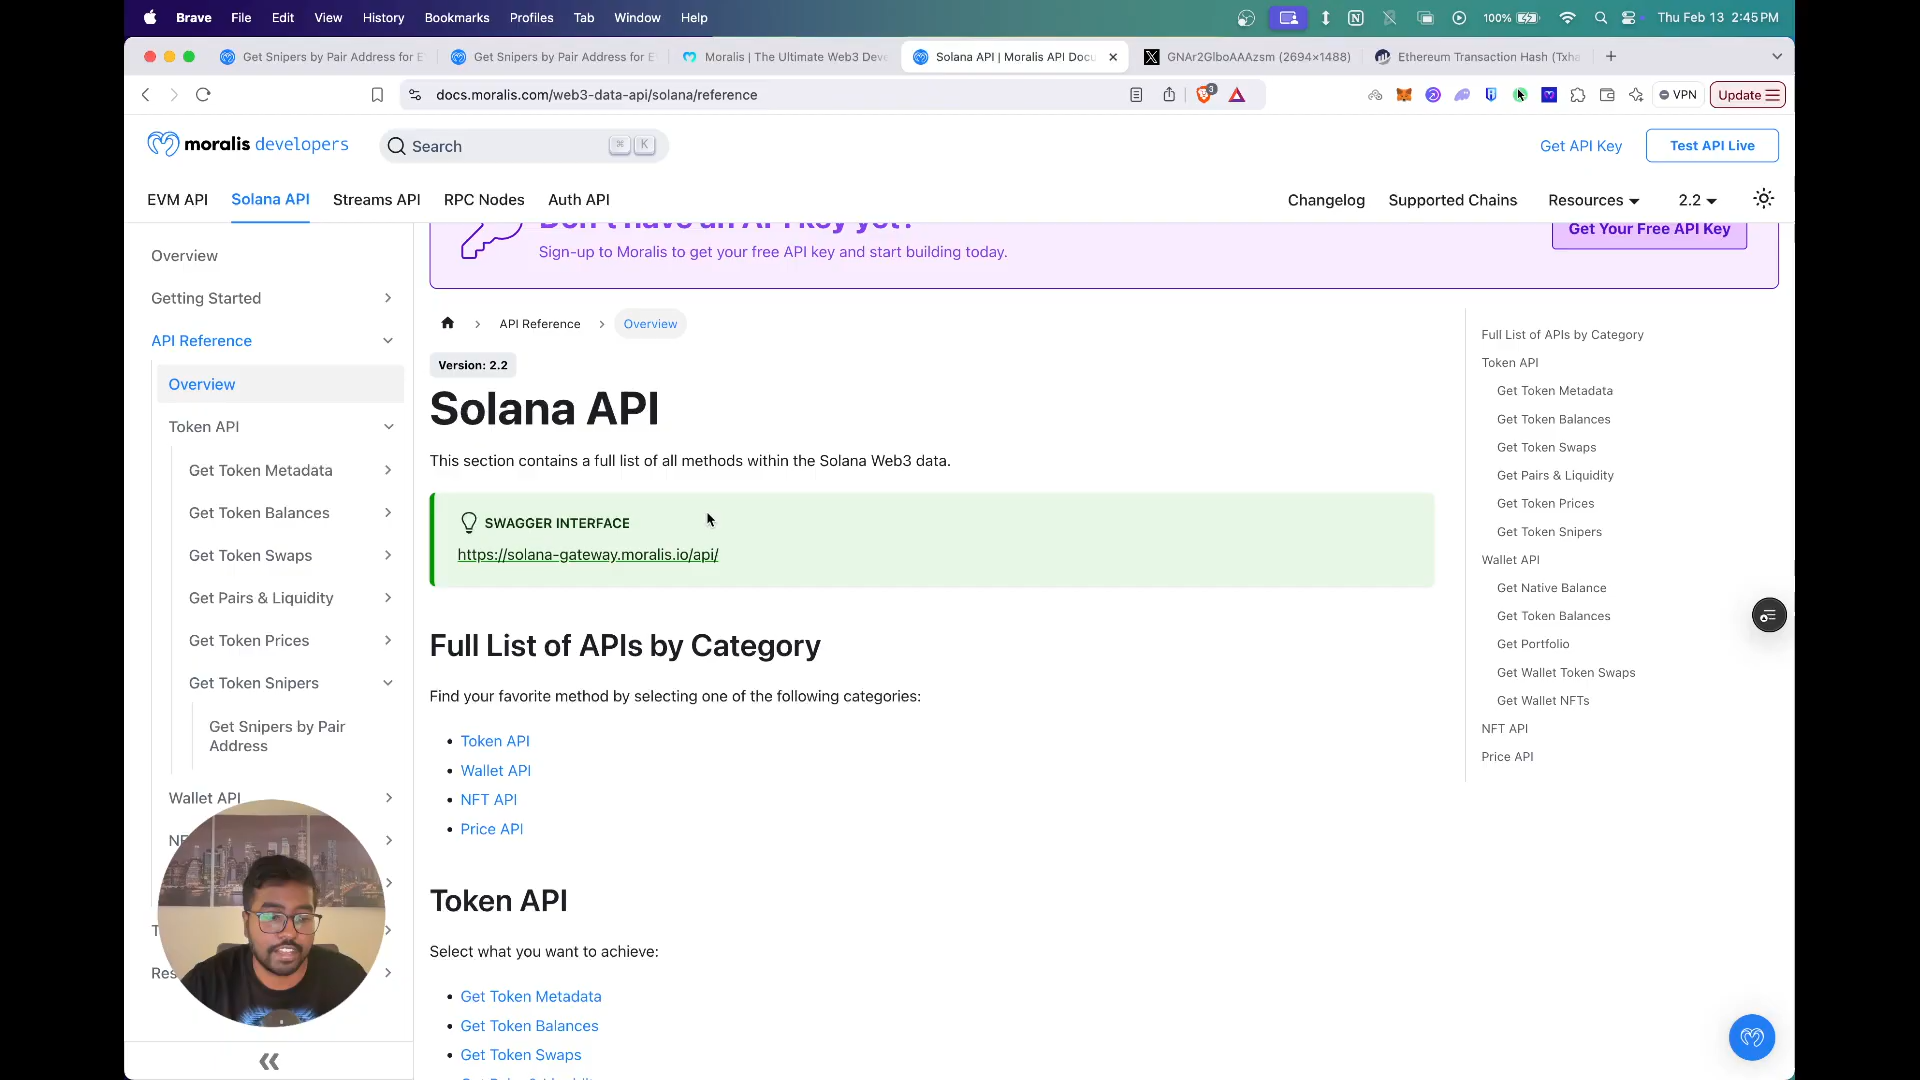 Brave File Edit View History Bookmarks Profiles Tab Window Help 100% Thu Feb 13 2:45 PM
Get Snipers by Pair Address for E Get Snipers by Pair Address for E Moralis | The Ultimate Web3 Deve Solana API | Moralis API Docu GNAr2GlboAAAzsm (2694×1488) Ethereum Transaction Hash (Txha
docs.moralis.com/web3-data-api/solana/reference 3 VPN Update
moralis developers Search ⌘ K Get API Key Test API Live
EVM API Solana API Streams API RPC Nodes Auth API Changelog Supported Chains Resources 2.2
Don't have an API key yet?
Sign-up to Moralis to get your free API key and start building today.
Get Your Free API Key
Overview
Getting Started
API Reference
Overview
Token API
Get Token Metadata
Get Token Balances
Get Token Swaps
Get Pairs & Liquidity
Get Token Prices
Get Token Snipers
Get Snipers by Pair
Address
Wallet API
NF
T
Res
API Reference Overview
Version: 2.2
Solana API
This section contains a full list of all methods within the Solana Web3 data.
SWAGGER INTERFACE
https://solana-gateway.moralis.io/api/
Full List of APIs by Category
Find your favorite method by selecting one of the following categories:
• Token API
• Wallet API
• NFT API
• Price API
Token API
Select what you want to achieve:
• Get Token Metadata
• Get Token Balances
• Get Token Swaps
Full List of APIs by Category
Token API
Get Token Metadata
Get Token Balances
Get Token Swaps
Get Pairs & Liquidity
Get Token Prices
Get Token Snipers
Wallet API
Get Native Balance
Get Token Balances
Get Portfolio
Get Wallet Token Swaps
Get Wallet NFTs
NFT API
Price API